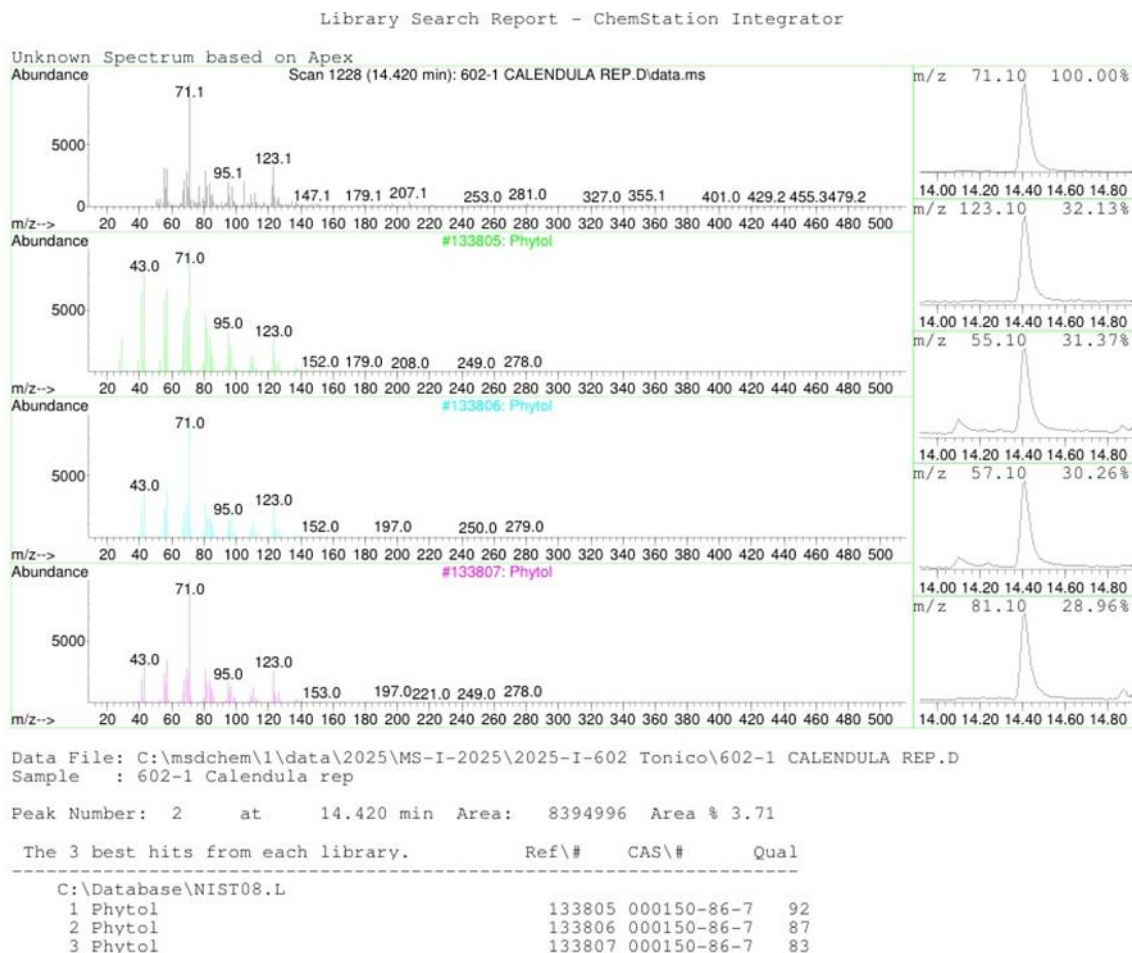 Library Search Report - ChemStation Integrator
Unknown Spectrum based on Apex
Abundance
Scan 1228 (14.420 min): 602-1 CALENDULA REP.D\data.ms
71.1
5000
95.1 123.1
147.1 179.1 207.1 253.0 281.0 327.0 355.1 401.0 429.2 455.3479.2
0
20 40 60 80 100 120 140 160 180 200 220 240 260 280 300 320 340 360 380 400 420 440 460 480 500
m/z-->
Abundance
#133805: Phytol
43.0 71.0
5000
95.0 123.0
152.0 179.0 208.0 249.0 278.0
20 40 60 80 100 120 140 160 180 200 220 240 260 280 300 320 340 360 380 400 420 440 460 480 500
m/z-->
Abundance
#133806: Phytol
71.0
5000
43.0 95.0 123.0
152.0 197.0 250.0 279.0
20 40 60 80 100 120 140 160 180 200 220 240 260 280 300 320 340 360 380 400 420 440 460 480 500
m/z-->
Abundance
#133807: Phytol
71.0
5000
43.0 95.0 123.0
153.0 197.0 221.0 249.0 278.0
20 40 60 80 100 120 140 160 180 200 220 240 260 280 300 320 340 360 380 400 420 440 460 480 500
m/z-->
m/z 71.10 100.00%
14.00 14.20 14.40 14.60 14.80
m/z 123.10 32.13%
14.00 14.20 14.40 14.60 14.80
m/z 55.10 31.37%
14.00 14.20 14.40 14.60 14.80
m/z 57.10 30.26%
14.00 14.20 14.40 14.60 14.80
m/z 81.10 28.96%
14.00 14.20 14.40 14.60 14.80
Data File: C:\msdchem\1\data\2025\MS-I-2025\2025-I-602 Tonico\602-1 CALENDULA REP.D
Sample : 602-1 Calendula rep
Peak Number: 2 at 14.420 min Area: 8394996 Area % 3.71
The 3 best hits from each library. Ref\# CAS\# Qual
C:\Database\NIST08.L
1 Phytol 133805 000150-86-7 92
2 Phytol 133806 000150-86-7 87
3 Phytol 133807 000150-86-7 83